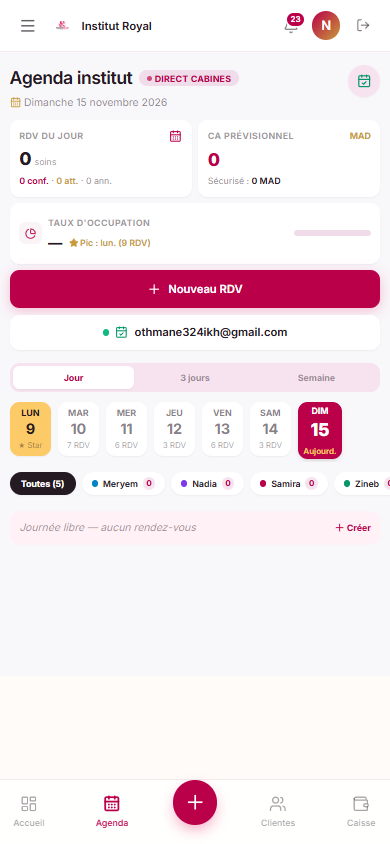 Institut Royal
23
N
Agenda institut
DIRECT CABINES
Dimanche 15 novembre 2026
RDV DU JOUR
0 soins
0 conf. · 0 att. · 0 ann.
CA PRÉVISIONNEL
MAD
0
Sécurisé : 0 MAD
TAUX D'OCCUPATION
— Pic : lun. (9 RDV)
+ Nouveau RDV
othmane324ikh@gmail.com
Jour
3 jours
Semaine
LUN
9
★ Star
MAR
10
7 RDV
MER
11
6 RDV
JEU
12
3 RDV
VEN
13
6 RDV
SAM
14
3 RDV
DIM
15
Aujourd.
Toutes (5)
Meryem 0
Nadia 0
Samira 0
Zineb
Journée libre — aucun rendez-vous
+ Créer
Accueil
Agenda
Clientes
Caisse